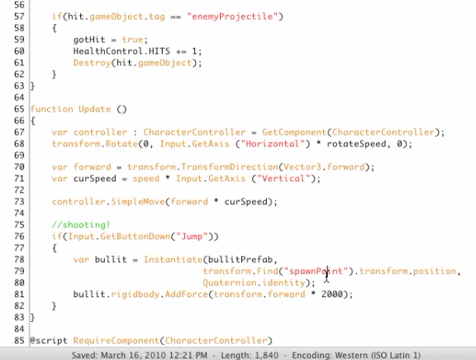 56
57 if(hit.gameObject.tag == "enemyProjectile")
58 {
59 gotHit = true;
60 HealthControl.HITS += 1;
61 Destroy(hit.gameObject);
62 }
63 }
64
65 function Update ()
66 {
67 var controller : CharacterController = GetComponent(CharacterController);
68 transform.Rotate(0, Input.GetAxis ("Horizontal") * rotateSpeed, 0);
69
70 var forward = transform.TransformDirection(Vector3.forward);
71 var curSpeed = speed * Input.GetAxis ("Vertical");
72
73 controller.SimpleMove(forward * curSpeed);
74
75 //shooting!
76 if(Input.GetButtonDown("Jump"))
77 {
78 var bullit = Instantiate(bullitPrefab,
79 transform.Find("spawnPoint").transform.position,
80 Quaternion.identity);
81 bullit.rigidbody.AddForce(transform.forward * 2000);
82 }
83 }
84
85 @script RequireComponent(CharacterController)
Saved: March 16, 2010 12:21 PM - Length: 1,840 - Encoding: Western (ISO Latin 1)